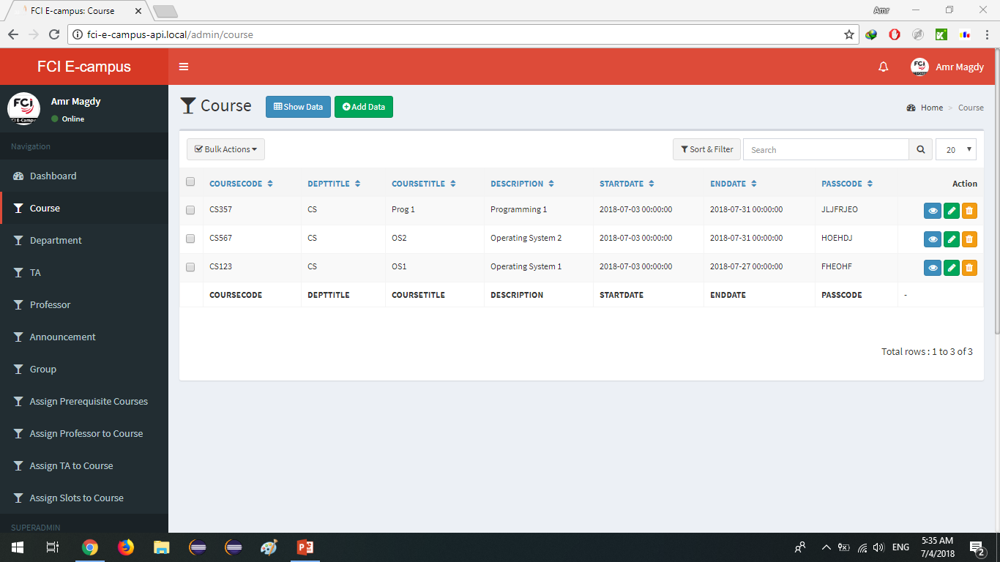 FCI E-campus: Course
Amr
fci-e-campus-api.local/admin/course
FCI E-campus
Amr Magdy
Amr Magdy
Online
Navigation
Dashboard
Course
Department
TA
Professor
Announcement
Group
Assign Prerequisite Courses
Assign Professor to Course
Assign TA to Course
Assign Slots to Course
SUPERADMIN
Course Show Data Add Data
Home > Course
Bulk Actions Sort & Filter Search 20
COURSECODE DEPTTITLE COURSETITLE DESCRIPTION STARTDATE ENDDATE PASSCODE Action
CS357 CS Prog 1 Programming 1 2018-07-03 00:00:00 2018-07-31 00:00:00 JLJFRJEO
CS567 CS OS2 Operating System 2 2018-07-03 00:00:00 2018-07-31 00:00:00 HOEHDJ
CS123 CS OS1 Operating System 1 2018-07-03 00:00:00 2018-07-27 00:00:00 FHEOHF
COURSECODE DEPTTITLE COURSETITLE DESCRIPTION STARTDATE ENDDATE PASSCODE -
Total rows : 1 to 3 of 3
ENG
5:35 AM
7/4/2018
2